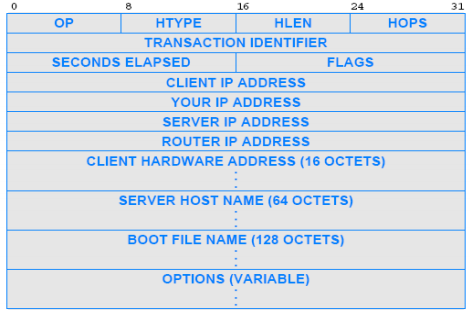 0 8 16 24 31
OP HTYPE HLEN HOPS
TRANSACTION IDENTIFIER
SECONDS ELAPSED FLAGS
CLIENT IP ADDRESS
YOUR IP ADDRESS
SERVER IP ADDRESS
ROUTER IP ADDRESS
CLIENT HARDWARE ADDRESS (16 OCTETS)
SERVER HOST NAME (64 OCTETS)
BOOT FILE NAME (128 OCTETS)
OPTIONS (VARIABLE)